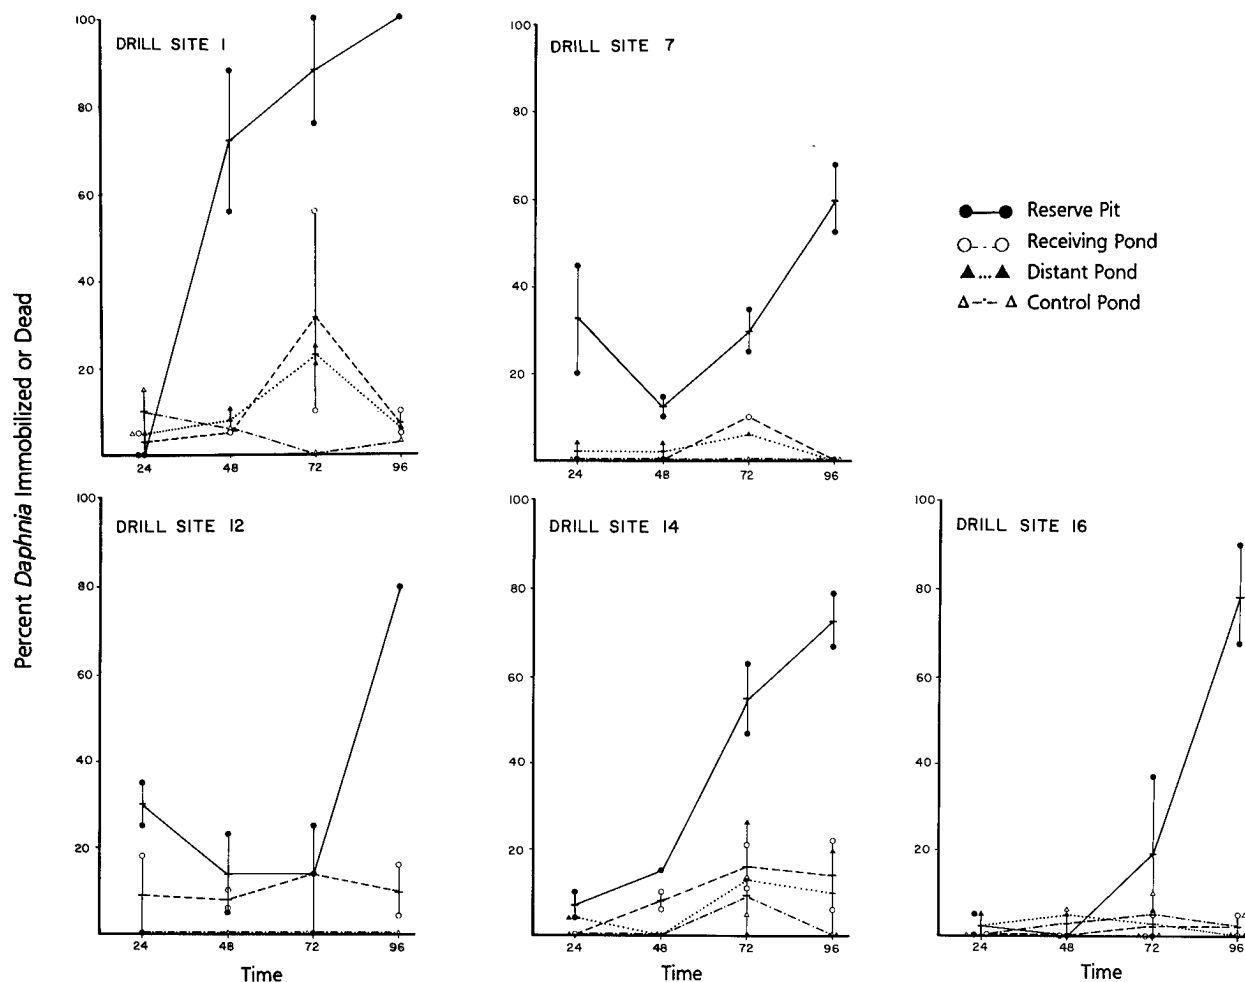 Percent Daphnia Immobilized or Dead
DRILL SITE 1
100
80
60
40
20
24 48 72 96
DRILL SITE 7
100
80
60
40
20
24 48 72 96
Reserve Pit
Receiving Pond
Distant Pond
Control Pond
DRILL SITE 12
100
80
60
40
20
24 48 72 96
Time
DRILL SITE 14
100
80
60
40
20
24 48 72 96
Time
DRILL SITE 16
100
80
60
40
20
24 48 72 96
Time